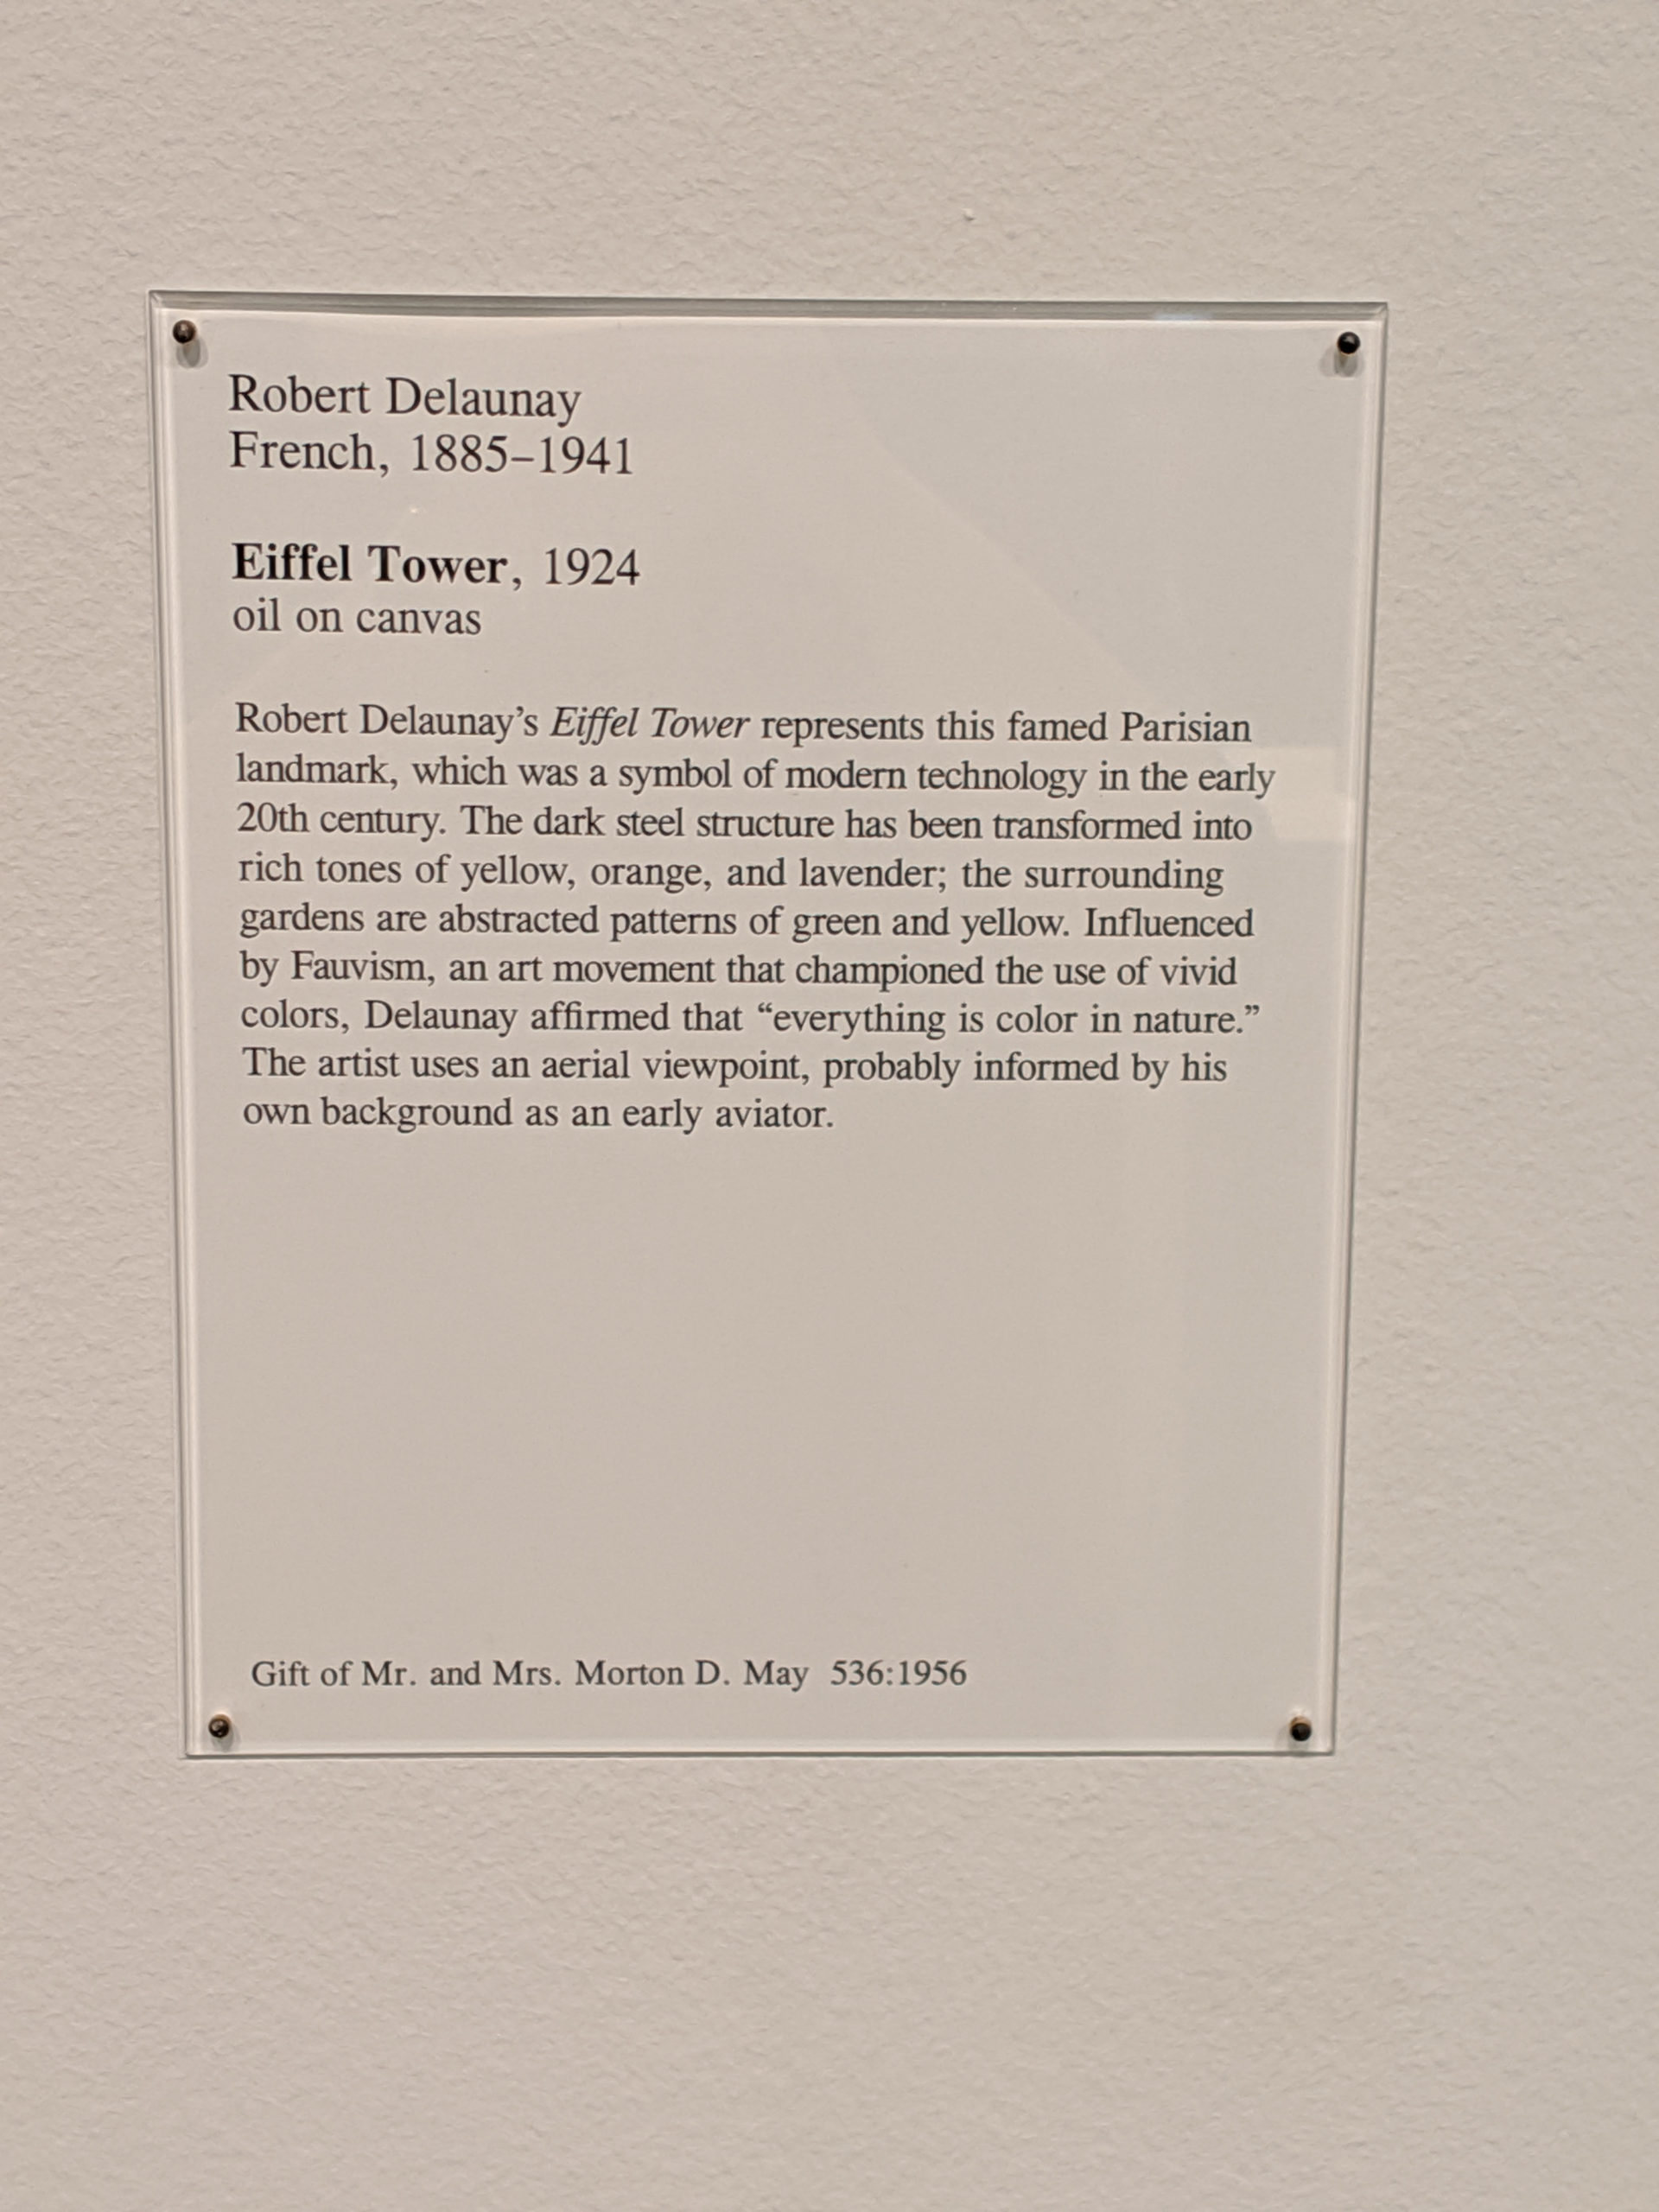 Robert Delaunay
French, 1885–1941
Eiffel Tower, 1924
oil on canvas
Robert Delaunay’s Eiffel Tower represents this famed Parisian
landmark, which was a symbol of modern technology in the early
20th century. The dark steel structure has been transformed into
rich tones of yellow, orange, and lavender; the surrounding
gardens are abstracted patterns of green and yellow. Influenced
by Fauvism, an art movement that championed the use of vivid
colors, Delaunay affirmed that “everything is color in nature.”
The artist uses an aerial viewpoint, probably informed by his
own background as an early aviator.
Gift of Mr. and Mrs. Morton D. May 536:1956